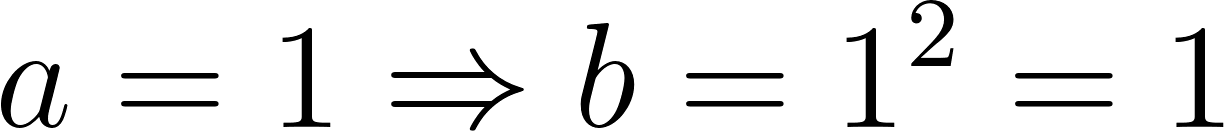 a = 1 ⇒ b = 1² = 1